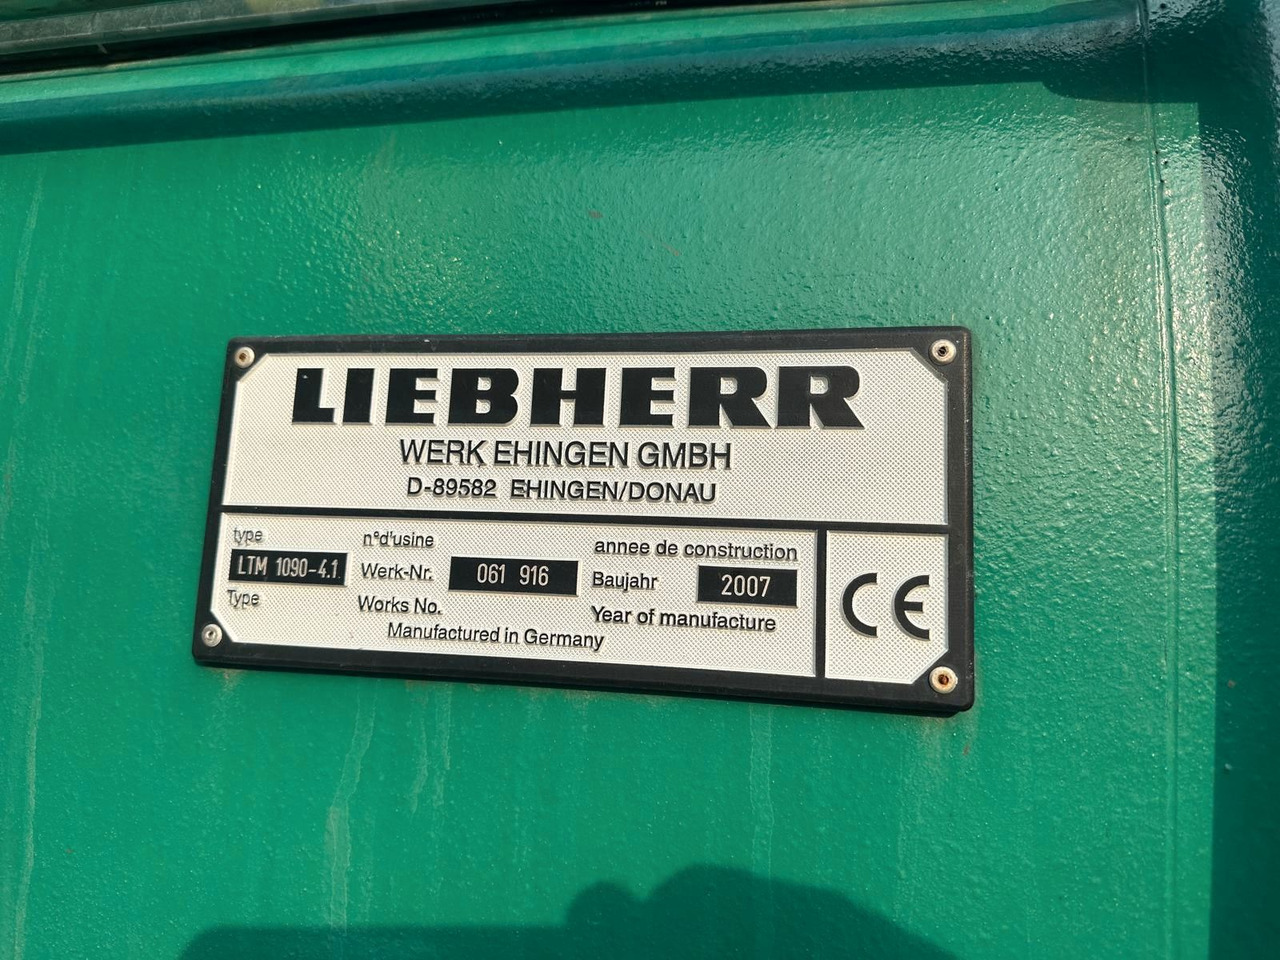 LIEBHERR
WERK EHINGEN GMBH
D-89582 EHINGEN/DONAU
type
LTM 1090-4.1.
Type
n°d'usine
Werk-Nr. 061 916
Works No.
annee de construction
Baujahr 2007
Year of manufacture
Manufactured in Germany
CE